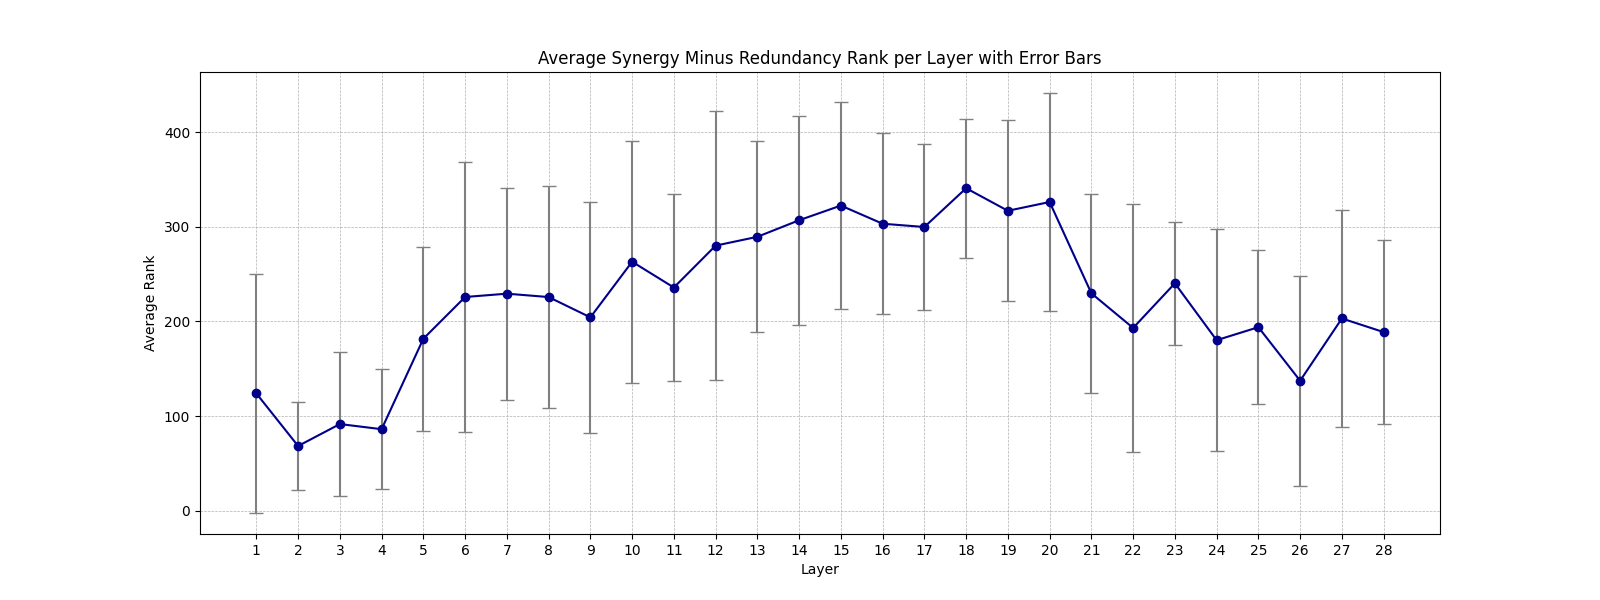 Average Synergy Minus Redundancy Rank per Layer with Error Bars
Average Rank
400
300
200
100
0
1 2 3 4 5 6 7 8 9 10 11 12 13 14 15 16 17 18 19 20 21 22 23 24 25 26 27 28
Layer